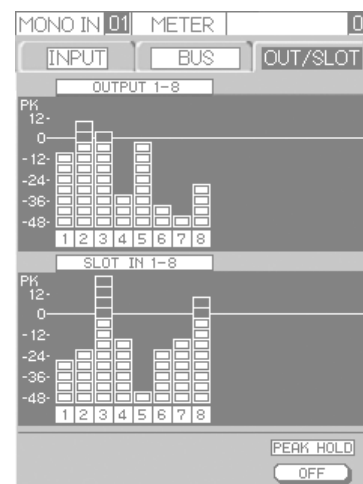 MONO IN 01 METER 0
INPUT BUS OUT/SLOT
OUTPUT 1-8
PK
12-
0-
-12-
-24-
-36-
-48-
1 2 3 4 5 6 7 8
SLOT IN 1-8
PK
12-
0-
-12-
-24-
-36-
-48-
1 2 3 4 5 6 7 8
PEAK HOLD
OFF